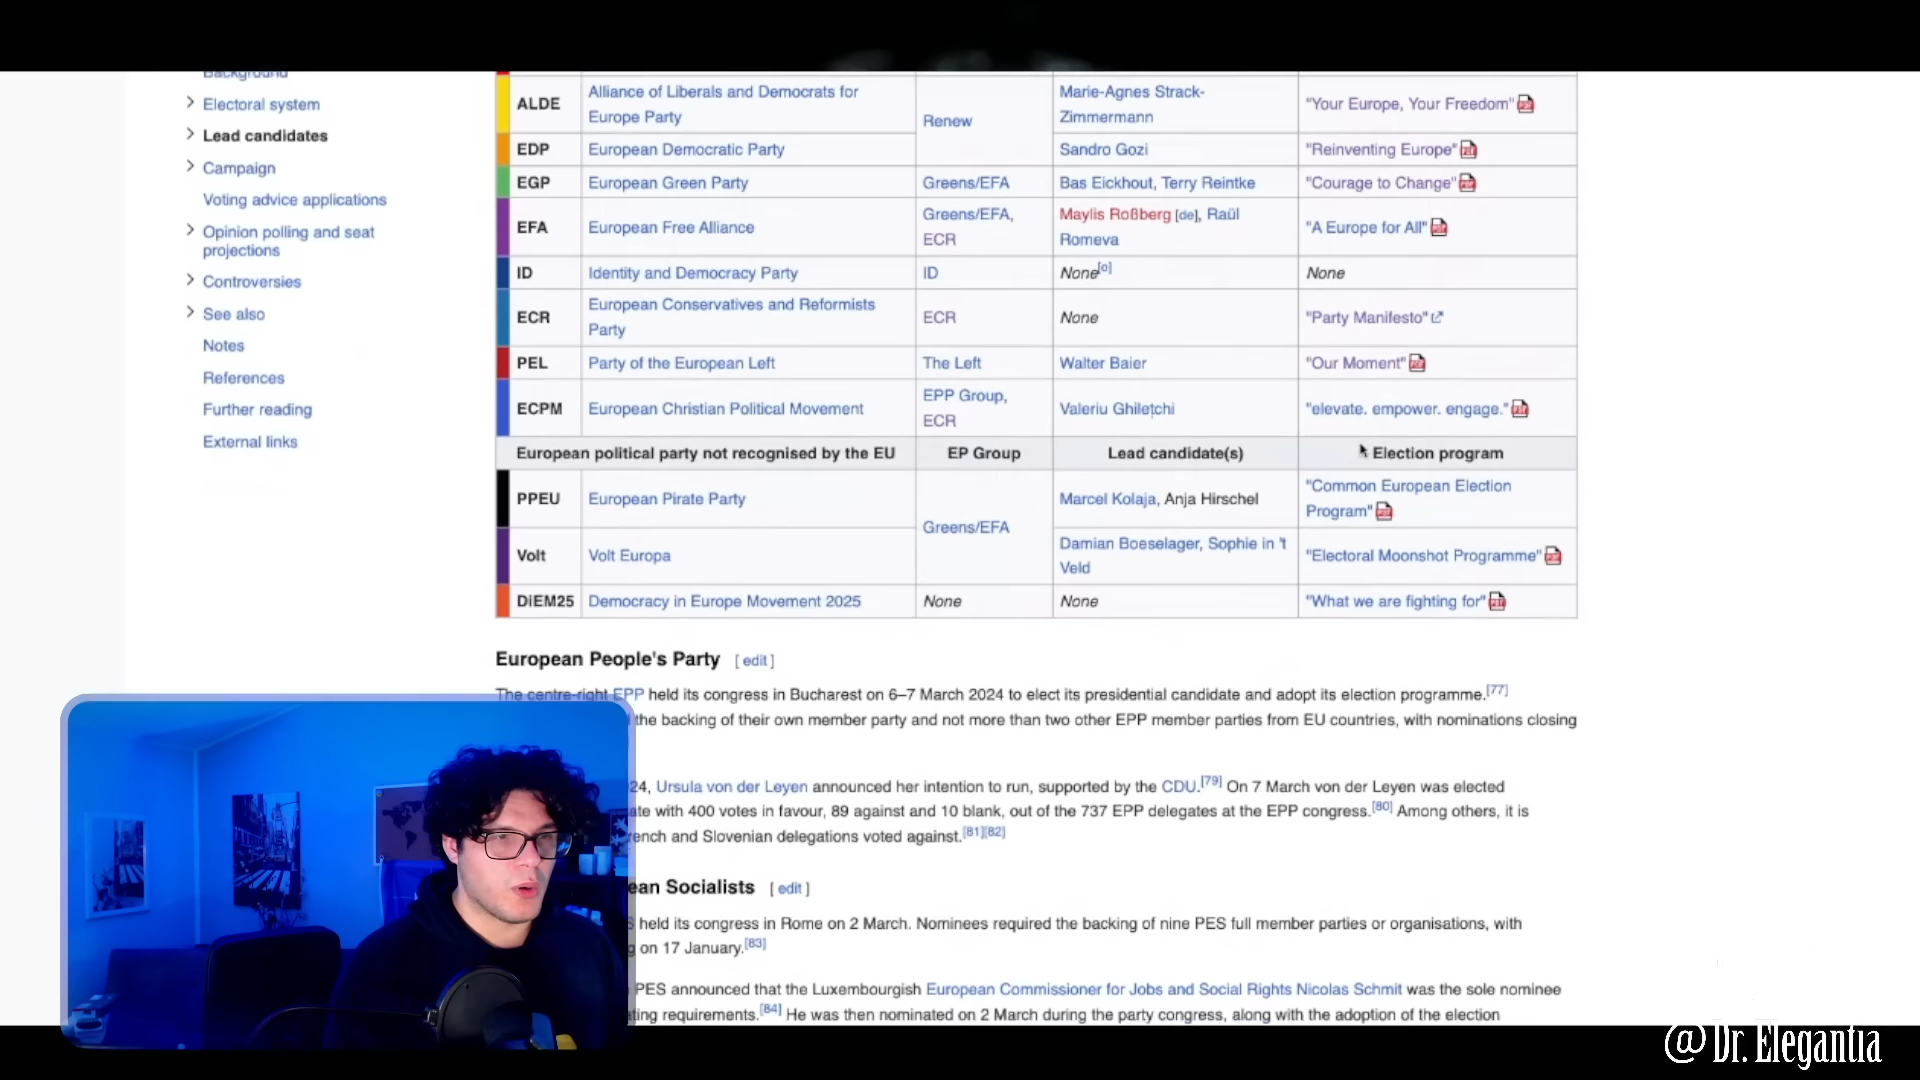 Background
Electoral system
Lead candidates
Campaign
Voting advice applications
Opinion polling and seat
projections
Controversies
See also
Notes
References
Further reading
External links
ALDE
Alliance of Liberals and Democrats for
Europe Party
Renew
Marie-Agnes Strack-
Zimmermann
"Your Europe, Your Freedom"
EDP
European Democratic Party
Sandro Gozi
"Reinventing Europe"
EGP
European Green Party
Greens/EFA
Bas Eickhout, Terry Reintke
"Courage to Change"
EFA
European Free Alliance
Greens/EFA,
ECR
Maylis Roßberg [de], Raül
Romeva
"A Europe for All"
ID
Identity and Democracy Party
ID
None[o]
None
ECR
European Conservatives and Reformists
Party
ECR
None
"Party Manifesto"
PEL
Party of the European Left
The Left
Walter Baier
"Our Moment"
ECPM
European Christian Political Movement
EPP Group,
ECR
Valeriu Ghilețchi
"elevate. empower. engage."
European political party not recognised by the EU
EP Group
Lead candidate(s)
Election program
PPEU
European Pirate Party
Greens/EFA
Marcel Kolaja, Anja Hirschel
"Common European Election
Program"
Volt
Volt Europa
Damian Boeselager, Sophie in 't
Veld
"Electoral Moonshot Programme"
DiEM25
Democracy in Europe Movement 2025
None
None
"What we are fighting for"
European People's Party [ edit ]
The centre-right EPP held its congress in Bucharest on 6–7 March 2024 to elect its presidential candidate and adopt its election programme.[77]
the backing of their own member party and not more than two other EPP member parties from EU countries, with nominations closing
24, Ursula von der Leyen announced her intention to run, supported by the CDU.[79] On 7 March von der Leyen was elected
ate with 400 votes in favour, 89 against and 10 blank, out of the 737 EPP delegates at the EPP congress.[80] Among others, it is
ench and Slovenian delegations voted against.[81][82]
ean Socialists [ edit ]
S held its congress in Rome on 2 March. Nominees required the backing of nine PES full member parties or organisations, with
g on 17 January.[83]
PES announced that the Luxembourgish European Commissioner for Jobs and Social Rights Nicolas Schmit was the sole nominee
ting requirements.[84] He was then nominated on 2 March during the party congress, along with the adoption of the election
@Dr. Elegantia